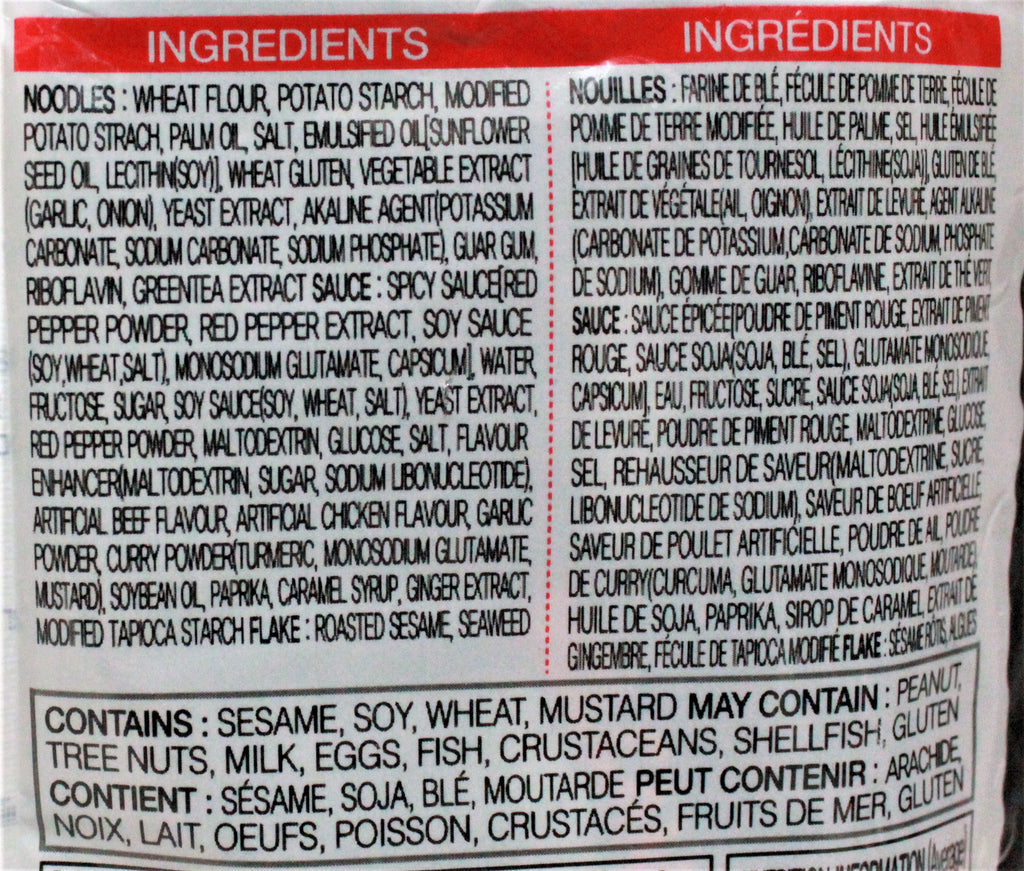 INGREDIENTS
NOODLES : WHEAT FLOUR, POTATO STARCH, MODIFIED
POTATO STRACH, PALM OIL, SALT, EMULSIFIED OIL[SUNFLOWER
SEED OIL, LECITHIN(SOY)], WHEAT GLUTEN, VEGETABLE EXTRACT
(GARLIC, ONION), YEAST EXTRACT, AKALINE AGENT(POTASSIUM
CARBONATE, SODIUM CARBONATE, SODIUM PHOSPHATE), GUAR GUM,
RIBOFLAVIN, GREENTEA EXTRACT SAUCE : SPICY SAUCE[RED
PEPPER POWDER, RED PEPPER EXTRACT, SOY SAUCE
(SOY,WHEAT,SALT), MONOSODIUM GLUTAMATE, CAPSICUM], WATER,
FRUCTOSE, SUGAR, SOY SAUCE(SOY, WHEAT, SALT), YEAST EXTRACT,
RED PEPPER POWDER, MALTODEXTRIN, GLUCOSE, SALT, FLAVOUR
ENHANCER(MALTODEXTRIN, SUGAR, SODIUM LIBONUCLEOTIDE),
ARTIFICIAL BEEF FLAVOUR, ARTIFICIAL CHICKEN FLAVOUR, GARLIC
POWDER, CURRY POWDER(TURMERIC, MONOSODIUM GLUTAMATE,
MUSTARD), SOYBEAN OIL, PAPRIKA, CARAMEL SYRUP, GINGER EXTRACT,
MODIFIED TAPIOCA STARCH FLAKE : ROASTED SESAME, SEAWEED
INGRÉDIENTS
NOUILLES : FARINE DE BLÉ, FÉCULE DE POMME DE TERRE, FÉCULE DE
POMME DE TERRE MODIFIÉE, HUILE DE PALME, SEL, HUILE ÉMULSIFIÉE
[HUILE DE GRAINES DE TOURNESOL, LÉCITHINE(SOJA)], GLUTEN DE BLÉ,
EXTRAIT DE VÉGÉTALE(AIL, OIGNON), EXTRAIT DE LEVURE, AGENT ALKALINE
(CARBONATE DE POTASSIUM,CARBONATE DE SODIUM, PHOSPHATE
DE SODIUM), GOMME DE GUAR, RIBOFLAVINE, EXTRAIT DE THÉ VERT,
SAUCE : SAUCE ÉPICÉE[POUDRE DE PIMENT ROUGE, EXTRAIT DE PIMENT
ROUGE, SAUCE SOJA(SOJA, BLÉ, SEL), GLUTAMATE MONOSODIQUE,
CAPSICUM], EAU, FRUCTOSE, SUCRE, SAUCE SOJA(SOJA, BLÉ, SEL), EXTRAIT
DE LEVURE, POUDRE DE PIMENT ROUGE, MALTODEXTRINE, GLUCOSE,
SEL, REHAUSSEUR DE SAVEUR(MALTODEXTRINE, SUCRE,
LIBONUCLEOTIDE DE SODIUM), SAVEUR DE BOEUF ARTIFICIELLE,
SAVEUR DE POULET ARTIFICIELLE, POUDRE DE AIL, POUDRE
DE CURRY(CURCUMA, GLUTAMATE MONOSODIQUE, MOUTARDE),
HUILE DE SOJA, PAPRIKA, SIROP DE CARAMEL, EXTRAIT DE
GINGEMBRE, FÉCULE DE TAPIOCA MODIFIÉ FLAKE : SÉSAME RÔTIS, ALGUES
CONTAINS : SESAME, SOY, WHEAT, MUSTARD MAY CONTAIN : PEANUT,
TREE NUTS, MILK, EGGS, FISH, CRUSTACEANS, SHELLFISH, GLUTEN
CONTIENT : SÉSAME, SOJA, BLÉ, MOUTARDE PEUT CONTENIR : ARACHIDE,
NOIX, LAIT, OEUFS, POISSON, CRUSTACÉS, FRUITS DE MER, GLUTEN
NUTRITION INFORMATION (Average)